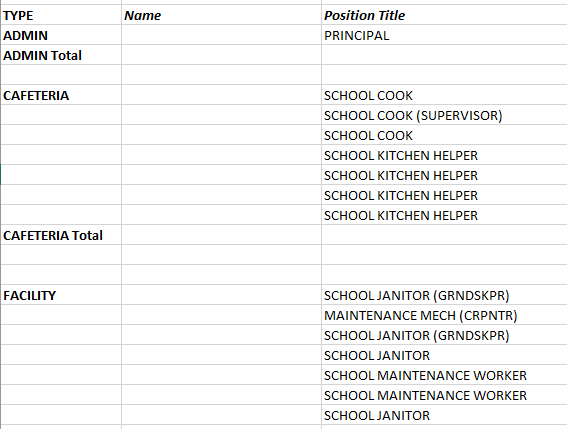 TYPE Name Position Title
ADMIN PRINCIPAL
ADMIN Total
CAFETERIA SCHOOL COOK
SCHOOL COOK (SUPERVISOR)
SCHOOL COOK
SCHOOL KITCHEN HELPER
SCHOOL KITCHEN HELPER
SCHOOL KITCHEN HELPER
SCHOOL KITCHEN HELPER
CAFETERIA Total
FACILITY SCHOOL JANITOR (GRNDSKPR)
MAINTENANCE MECH (CRPNTR)
SCHOOL JANITOR (GRNDSKPR)
SCHOOL JANITOR
SCHOOL MAINTENANCE WORKER
SCHOOL MAINTENANCE WORKER
SCHOOL JANITOR